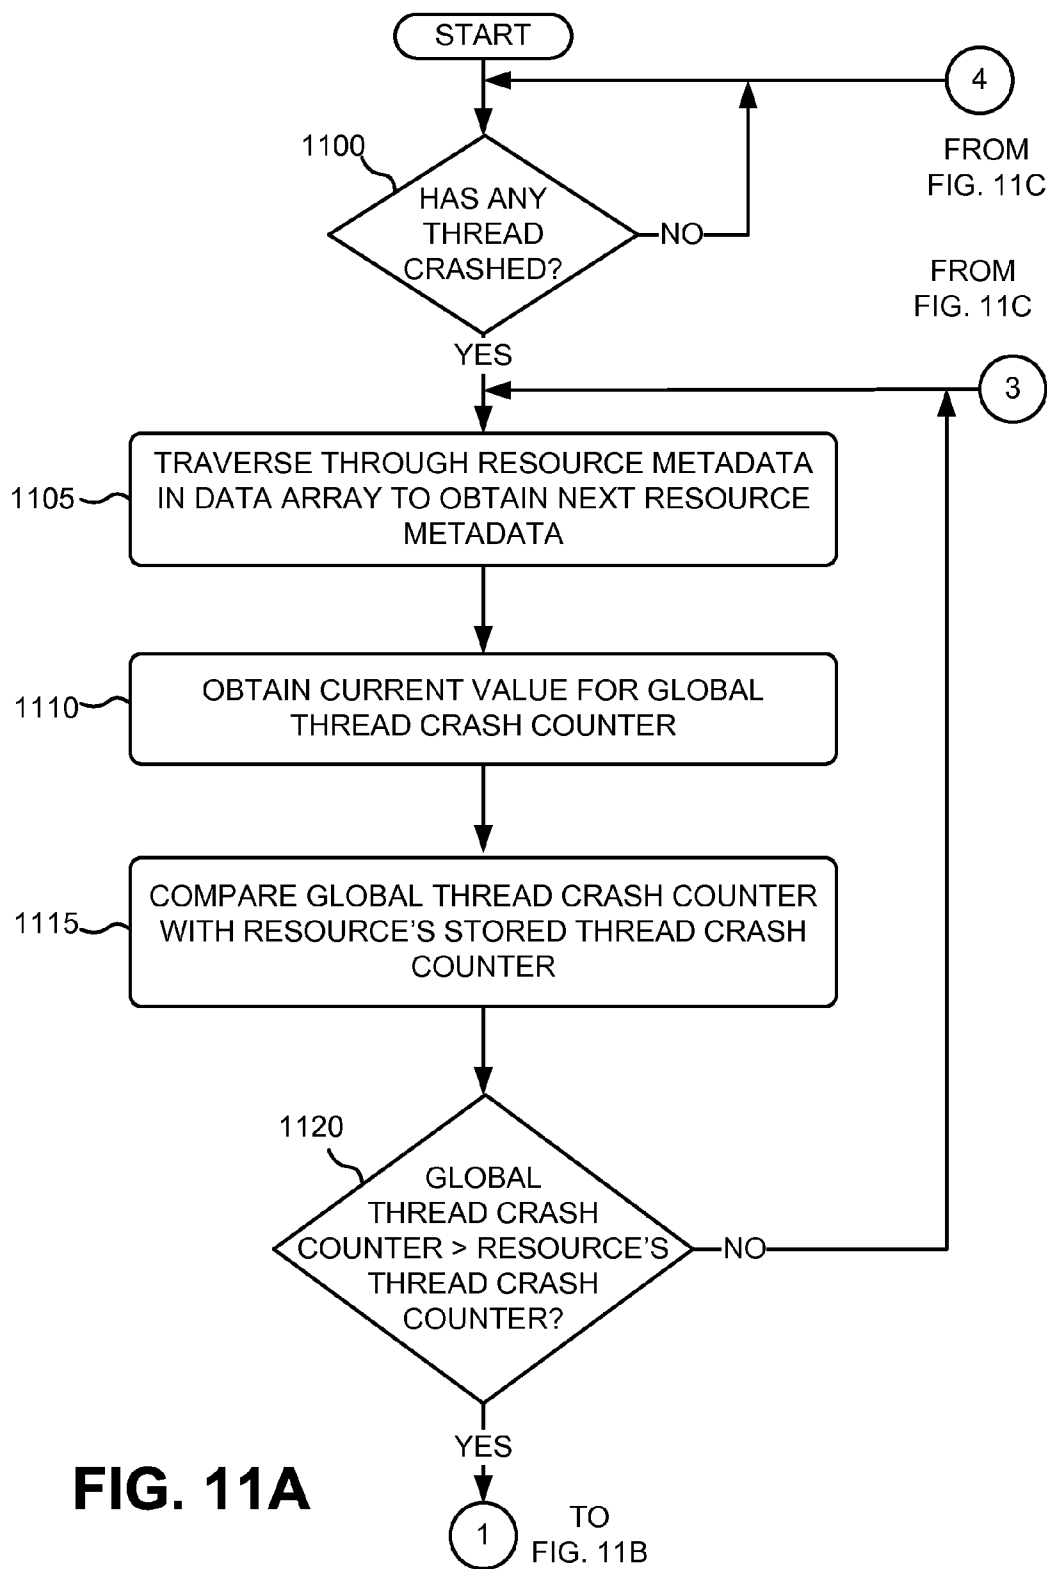 START
4
FROM
FIG. 11C
1100
HAS ANY
THREAD
CRASHED?
NO
FROM
FIG. 11C
YES
3
1105
TRAVERSE THROUGH RESOURCE METADATA
IN DATA ARRAY TO OBTAIN NEXT RESOURCE
METADATA
1110
OBTAIN CURRENT VALUE FOR GLOBAL
THREAD CRASH COUNTER
1115
COMPARE GLOBAL THREAD CRASH COUNTER
WITH RESOURCE'S STORED THREAD CRASH
COUNTER
1120
GLOBAL
THREAD CRASH
COUNTER > RESOURCE'S
THREAD CRASH
COUNTER?
NO
YES
FIG. 11A
1
TO
FIG. 11B